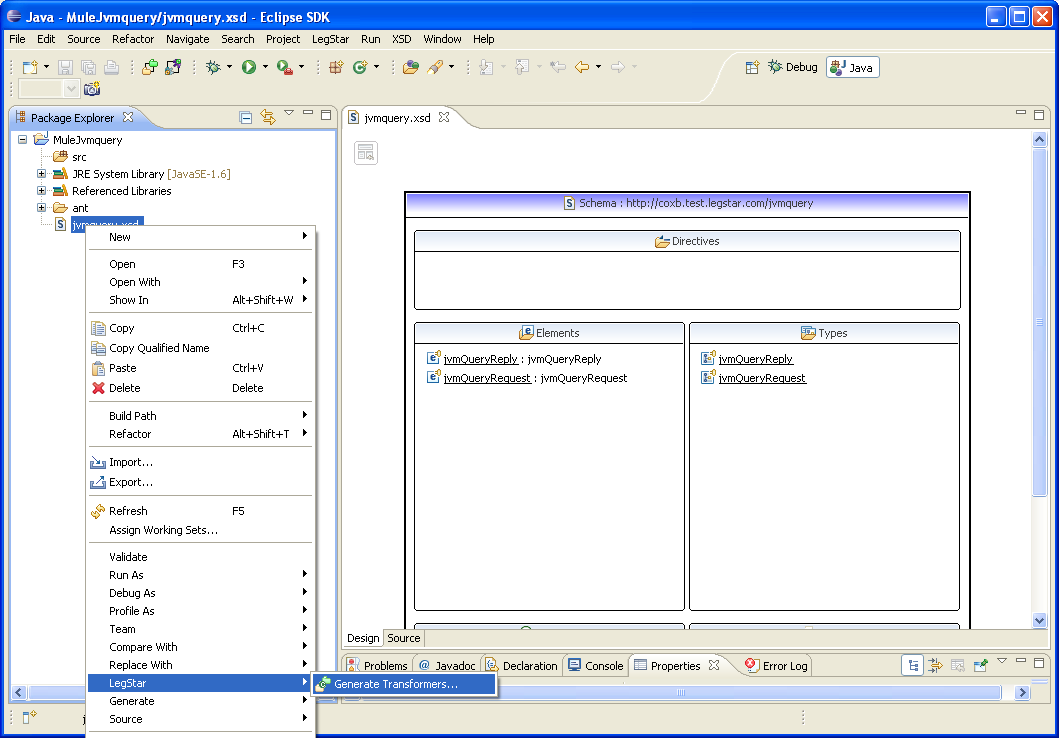 Java - MuleJvmquery/jvmquery.xsd - Eclipse SDK
File Edit Source Refactor Navigate Search Project LegStar Run XSD Window Help
Debug Java
Package Explorer
jvmquery.xsd
MuleJvmquery
src
JRE System Library [JavaSE-1.6]
Referenced Libraries
ant
jvmquery.xsd
New
Open F3
Open With
Show In Alt+Shift+W
Copy Ctrl+C
Copy Qualified Name
Paste Ctrl+V
Delete Delete
Build Path
Refactor Alt+Shift+T
Import...
Export...
Refresh F5
Assign Working Sets...
Validate
Run As
Debug As
Profile As
Team
Compare With
Replace With
LegStar
Generate
Source
Generate Transformers...
Schema : http://coxb.test.legstar.com/jvmquery
Directives
Elements
jvmQueryReply : jvmQueryReply
jvmQueryRequest : jvmQueryRequest
Types
jvmQueryReply
jvmQueryRequest
Design Source
Problems Javadoc Declaration Console Properties Error Log